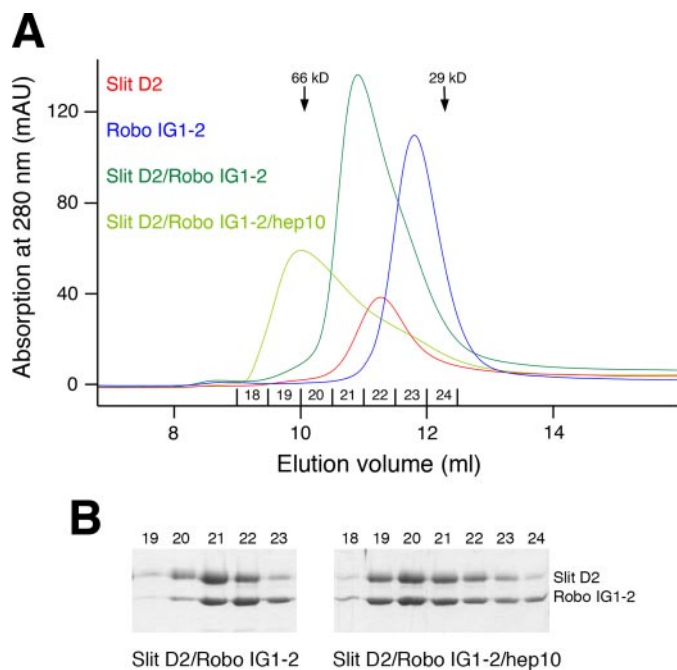 A
66 kD
29 kD
Slit D2
Robo IG1-2
Slit D2/Robo IG1-2
Slit D2/Robo IG1-2/hep10
Absorption at 280 nm (mAU)
120
80
40
0
18 19 20 21 22 23 24
8 10 12 14
Elution volume (ml)
B
19 20 21 22 23 18 19 20 21 22 23 24
Slit D2
Robo IG1-2
Slit D2/Robo IG1-2 Slit D2/Robo IG1-2/hep10